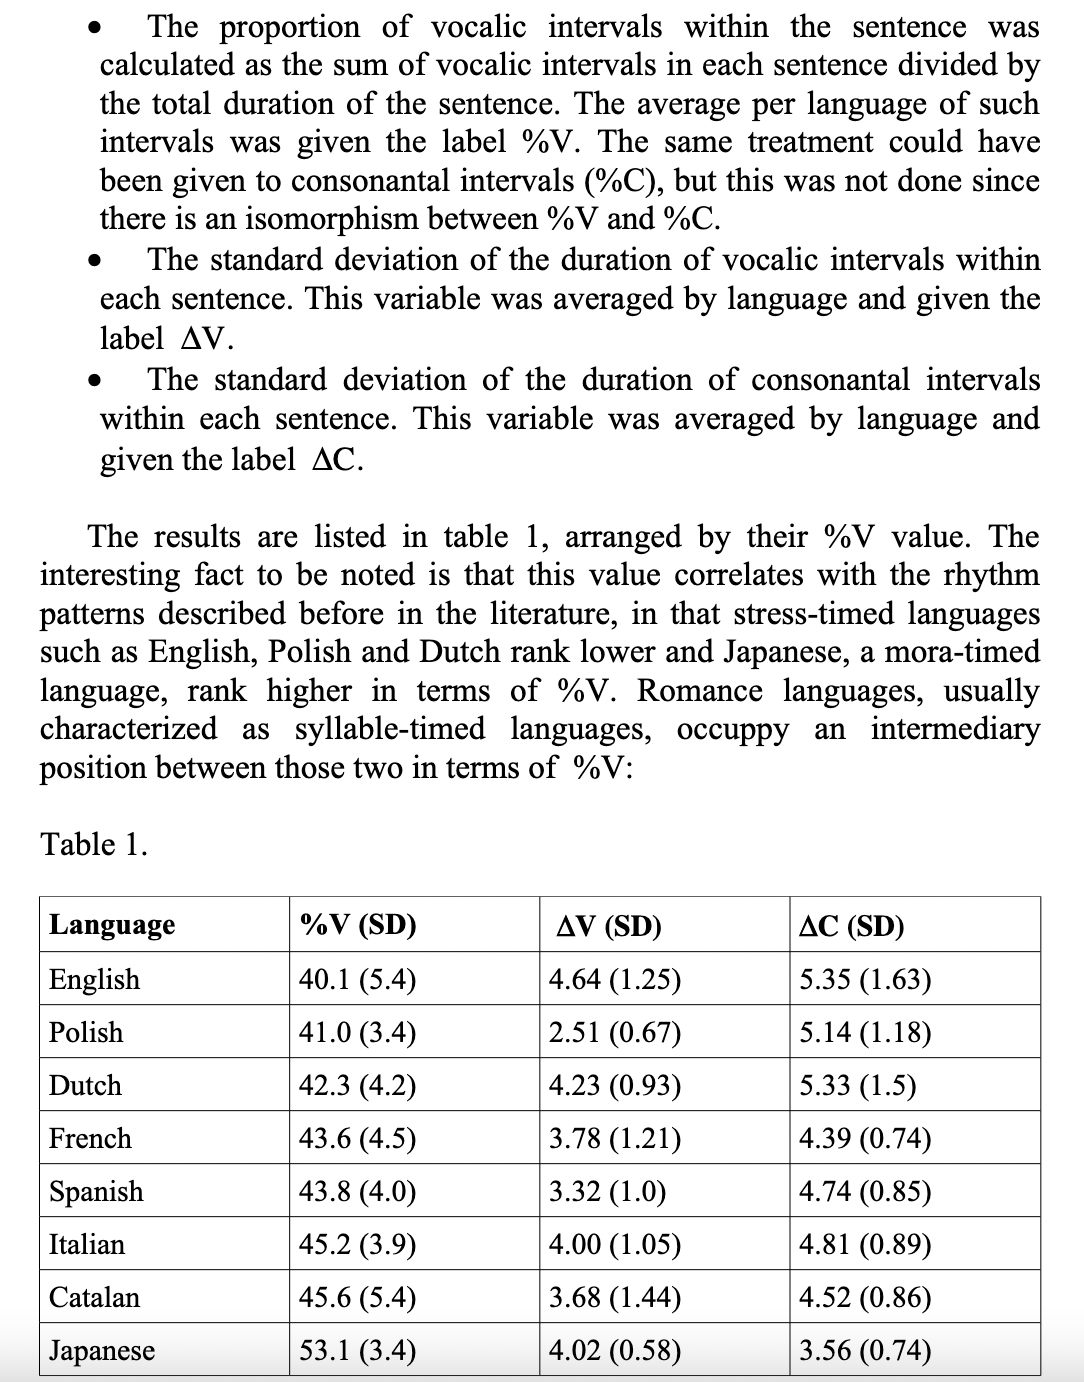 • The proportion of vocalic intervals within the sentence was
calculated as the sum of vocalic intervals in each sentence divided by
the total duration of the sentence. The average per language of such
intervals was given the label %V. The same treatment could have
been given to consonantal intervals (%C), but this was not done since
there is an isomorphism between %V and %C.
• The standard deviation of the duration of vocalic intervals within
each sentence. This variable was averaged by language and given the
label ΔV.
• The standard deviation of the duration of consonantal intervals
within each sentence. This variable was averaged by language and
given the label ΔC.
The results are listed in table 1, arranged by their %V value. The
interesting fact to be noted is that this value correlates with the rhythm
patterns described before in the literature, in that stress-timed languages
such as English, Polish and Dutch rank lower and Japanese, a mora-timed
language, rank higher in terms of %V. Romance languages, usually
characterized as syllable-timed languages, occuppy an intermediary
position between those two in terms of %V:
Table 1.
Language %V (SD) ΔV (SD) ΔC (SD)
English 40.1 (5.4) 4.64 (1.25) 5.35 (1.63)
Polish 41.0 (3.4) 2.51 (0.67) 5.14 (1.18)
Dutch 42.3 (4.2) 4.23 (0.93) 5.33 (1.5)
French 43.6 (4.5) 3.78 (1.21) 4.39 (0.74)
Spanish 43.8 (4.0) 3.32 (1.0) 4.74 (0.85)
Italian 45.2 (3.9) 4.00 (1.05) 4.81 (0.89)
Catalan 45.6 (5.4) 3.68 (1.44) 4.52 (0.86)
Japanese 53.1 (3.4) 4.02 (0.58) 3.56 (0.74)